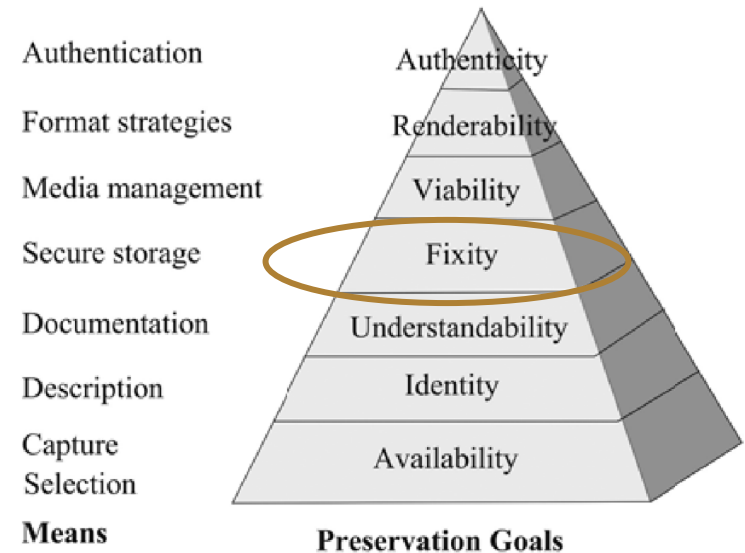 Authentication Authenticity
Format strategies Renderability
Media management Viability
Secure storage Fixity
Documentation Understandability
Description Identity
Capture
Selection Availability
Means Preservation Goals